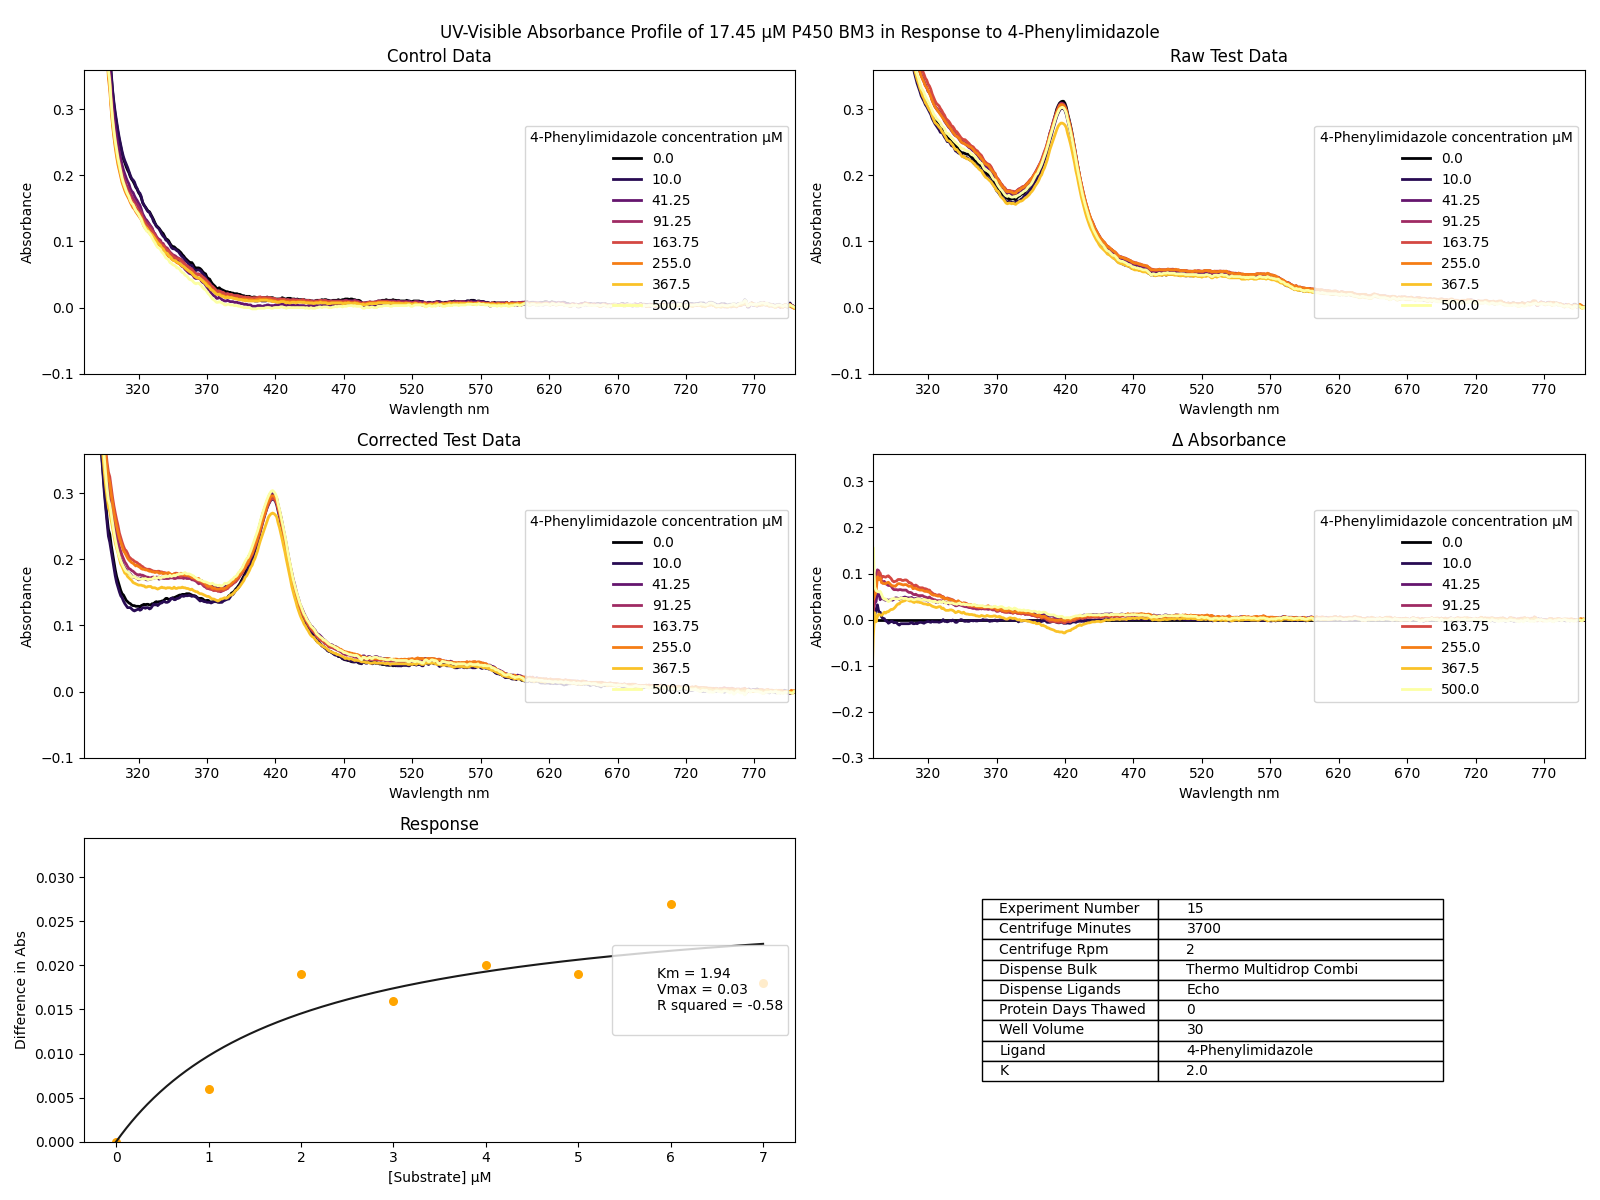 UV-Visible Absorbance Profile of 17.45 µM P450 BM3 in Response to 4-Phenylimidazole
Control Data
Absorbance
0.3
0.2
0.1
0.0
−0.1
320 370 420 470 520 570 620 670 720 770
Wavlength nm
4-Phenylimidazole concentration µM
0.0
10.0
41.25
91.25
163.75
255.0
367.5
500.0
Raw Test Data
Absorbance
0.3
0.2
0.1
0.0
−0.1
320 370 420 470 520 570 620 670 720 770
Wavlength nm
4-Phenylimidazole concentration µM
0.0
10.0
41.25
91.25
163.75
255.0
367.5
500.0
Corrected Test Data
Absorbance
0.3
0.2
0.1
0.0
−0.1
320 370 420 470 520 570 620 670 720 770
Wavlength nm
4-Phenylimidazole concentration µM
0.0
10.0
41.25
91.25
163.75
255.0
367.5
500.0
Δ Absorbance
Absorbance
0.3
0.2
0.1
0.0
−0.1
−0.2
−0.3
320 370 420 470 520 570 620 670 720 770
Wavlength nm
4-Phenylimidazole concentration µM
0.0
10.0
41.25
91.25
163.75
255.0
367.5
500.0
Response
Difference in Abs
0.030
0.025
0.020
0.015
0.010
0.005
0.000
0 1 2 3 4 5 6 7
[Substrate] µM
Km = 1.94
Vmax = 0.03
R squared = -0.58
Experiment Number 15
Centrifuge Minutes 3700
Centrifuge Rpm 2
Dispense Bulk Thermo Multidrop Combi
Dispense Ligands Echo
Protein Days Thawed 0
Well Volume 30
Ligand 4-Phenylimidazole
K 2.0